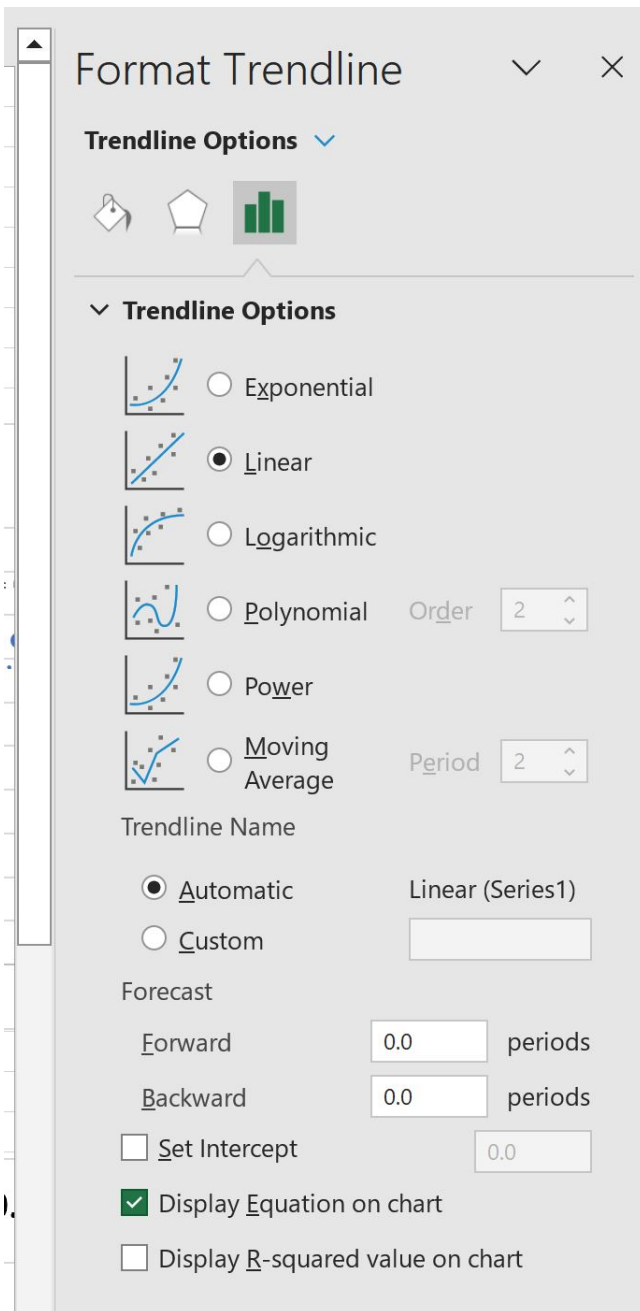 Format Trendline
Trendline Options
Trendline Options
Exponential
Linear
Logarithmic
Polynomial Order 2
Power
Moving
Average
Period 2
Trendline Name
Automatic Linear (Series1)
Custom
Forecast
Forward 0.0 periods
Backward 0.0 periods
Set Intercept 0.0
Display Equation on chart
Display R-squared value on chart